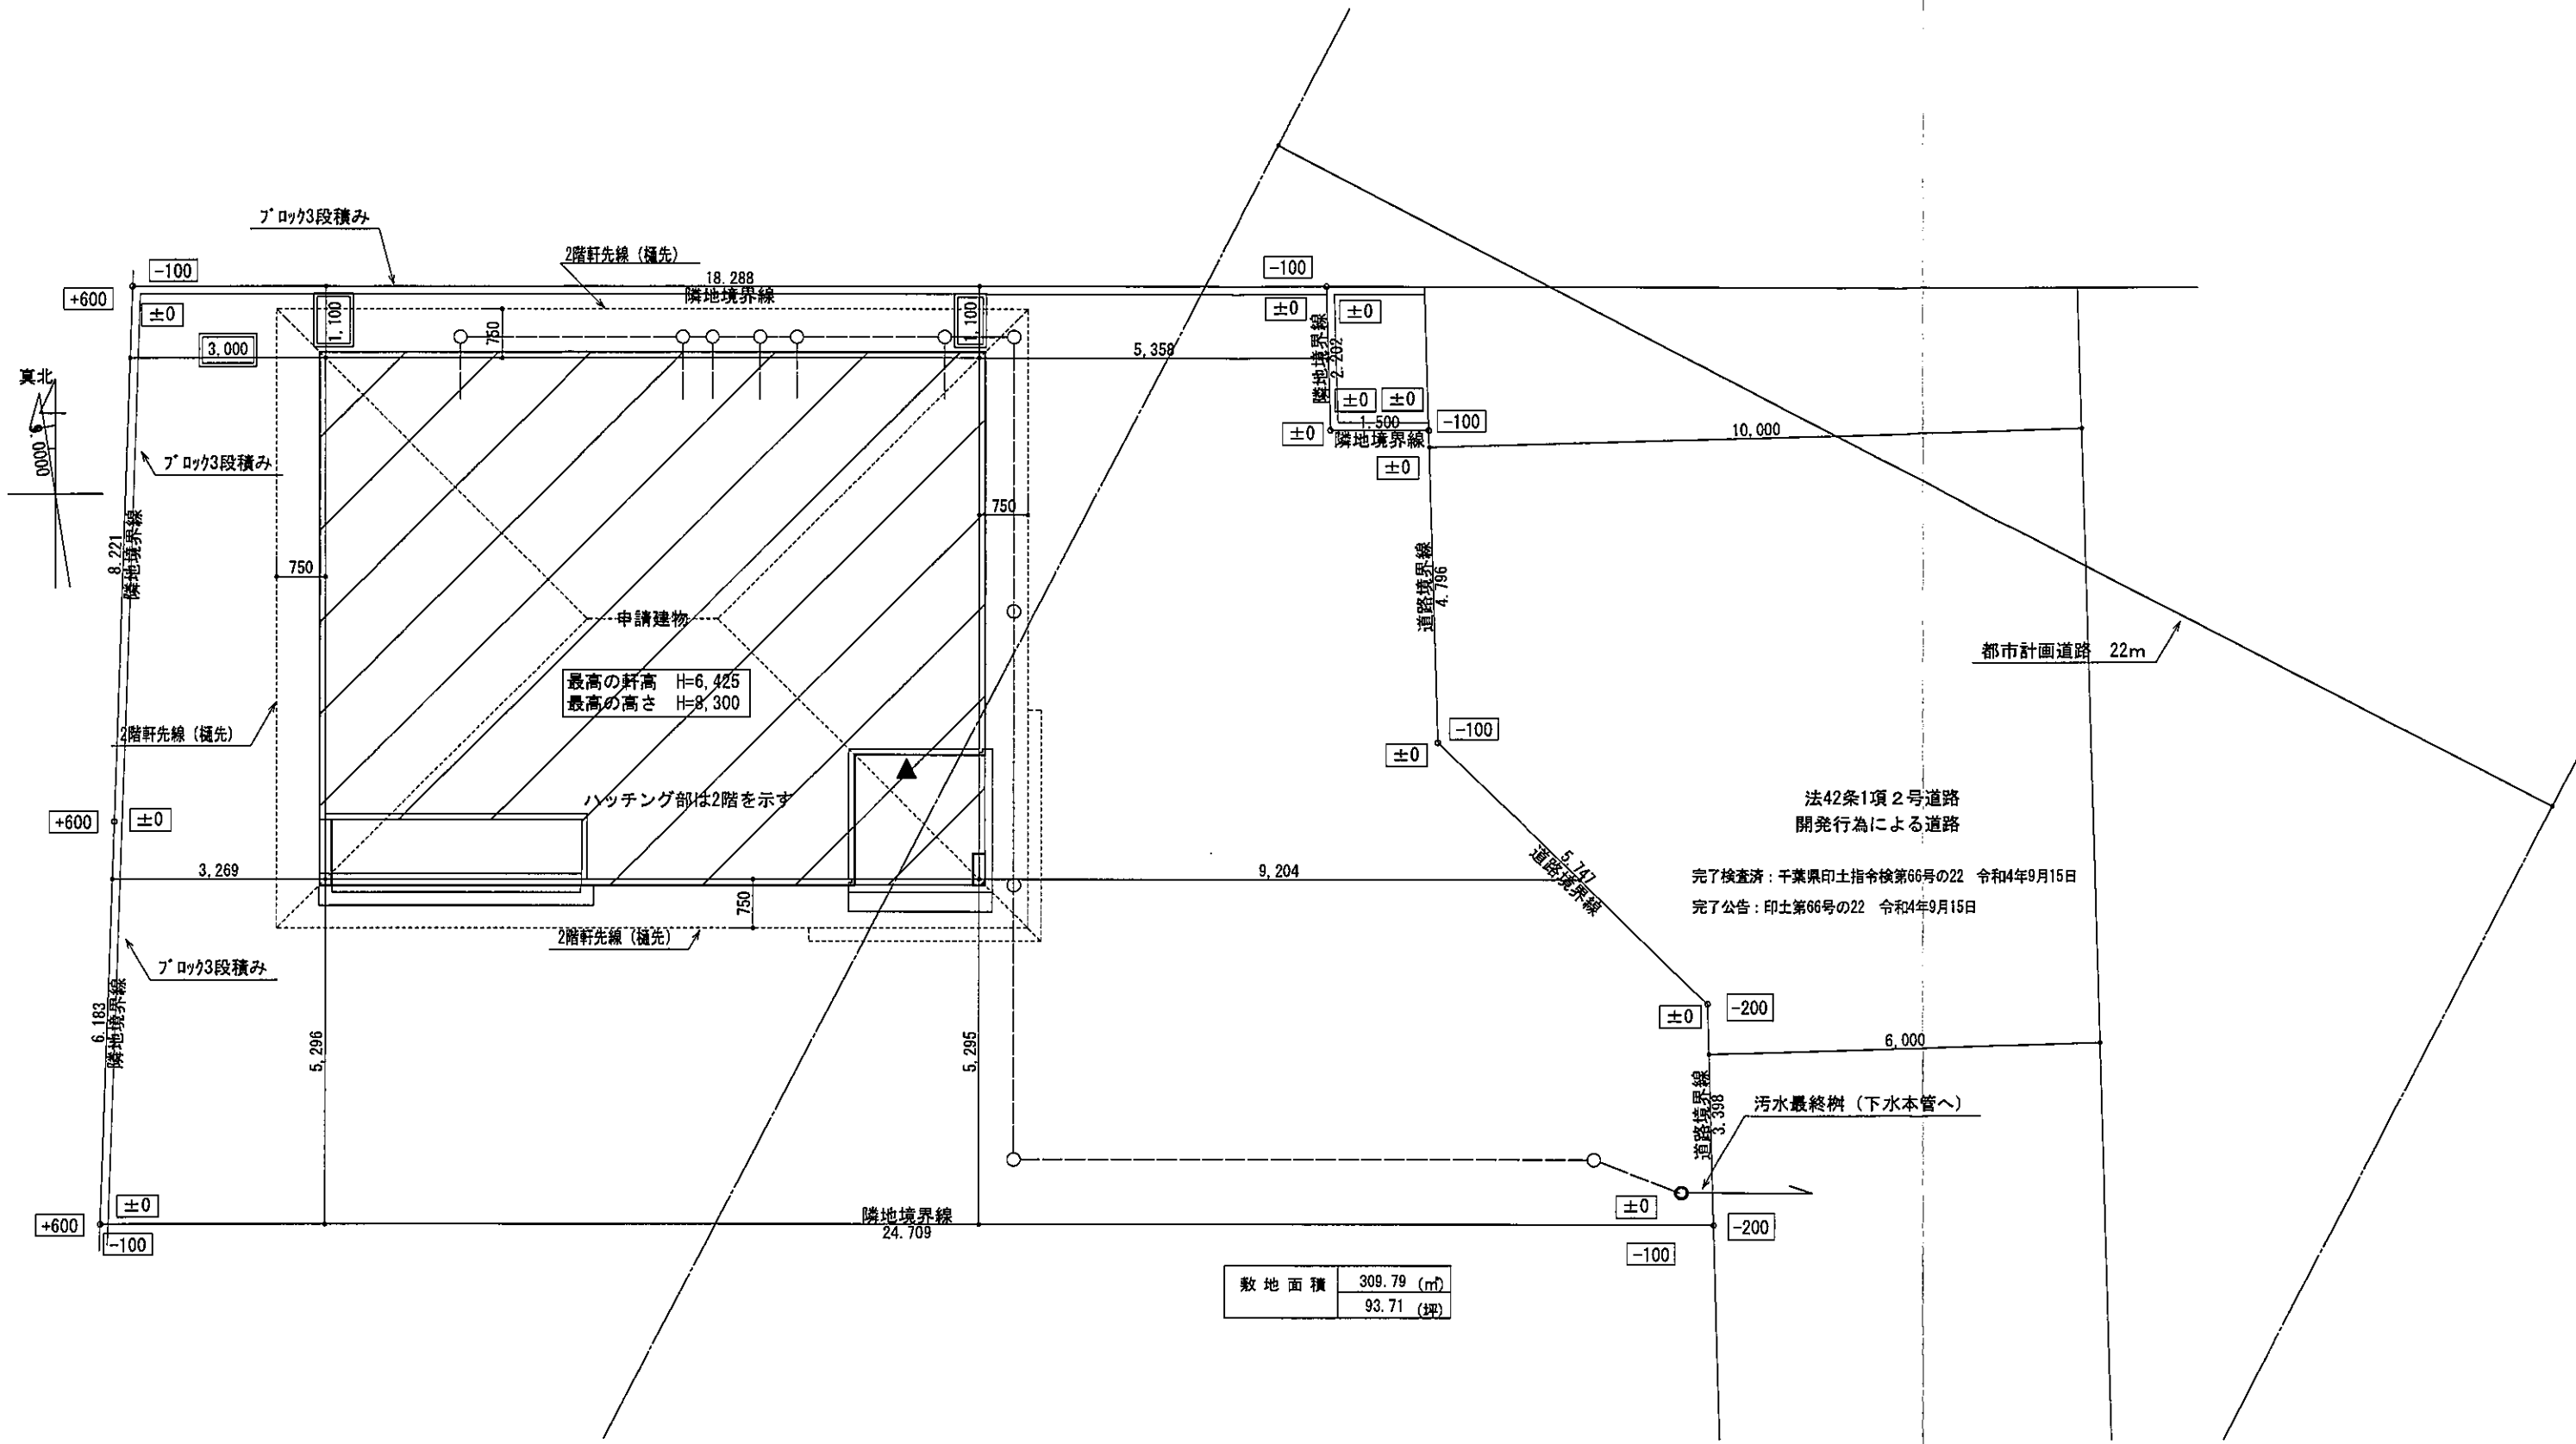 ブロック3段積み
2階軒先線（樋先）
-100
18.288
-100
+600
隣地境界線
±0
1,100
1,100
±0
±0
3,000
750
5,358
隣地境界線
2.202
真北
9.0000
±0
±0
1.500
-100
±0
隣地境界線
10,000
ブロック3段積み
±0
750
8.221
隣地境界線
750
道路境界線
4.796
申請建物
都市計画道路 22m
最高の軒高 H=6,425
最高の高さ H=8,300
2階軒先線（樋先）
-100
±0
ハッチング部は2階を示す
法42条1項２号道路
開発行為による道路
+600
±0
3,269
9,204
5.747
道路境界線
完了検査済：千葉県印土指令検第66号の22 令和4年9月15日
完了公告：印土第66号の22 令和4年9月15日
750
2階軒先線（樋先）
ブロック3段積み
6.183
隣地境界線
-200
±0
5,296
5,295
6,000
道路境界線
3.398
汚水最終桝（下水本管へ）
±0
±0
+600
隣地境界線
24.709
-200
-100
-100
敷地面積 309.79 (㎡)
93.71 (坪)